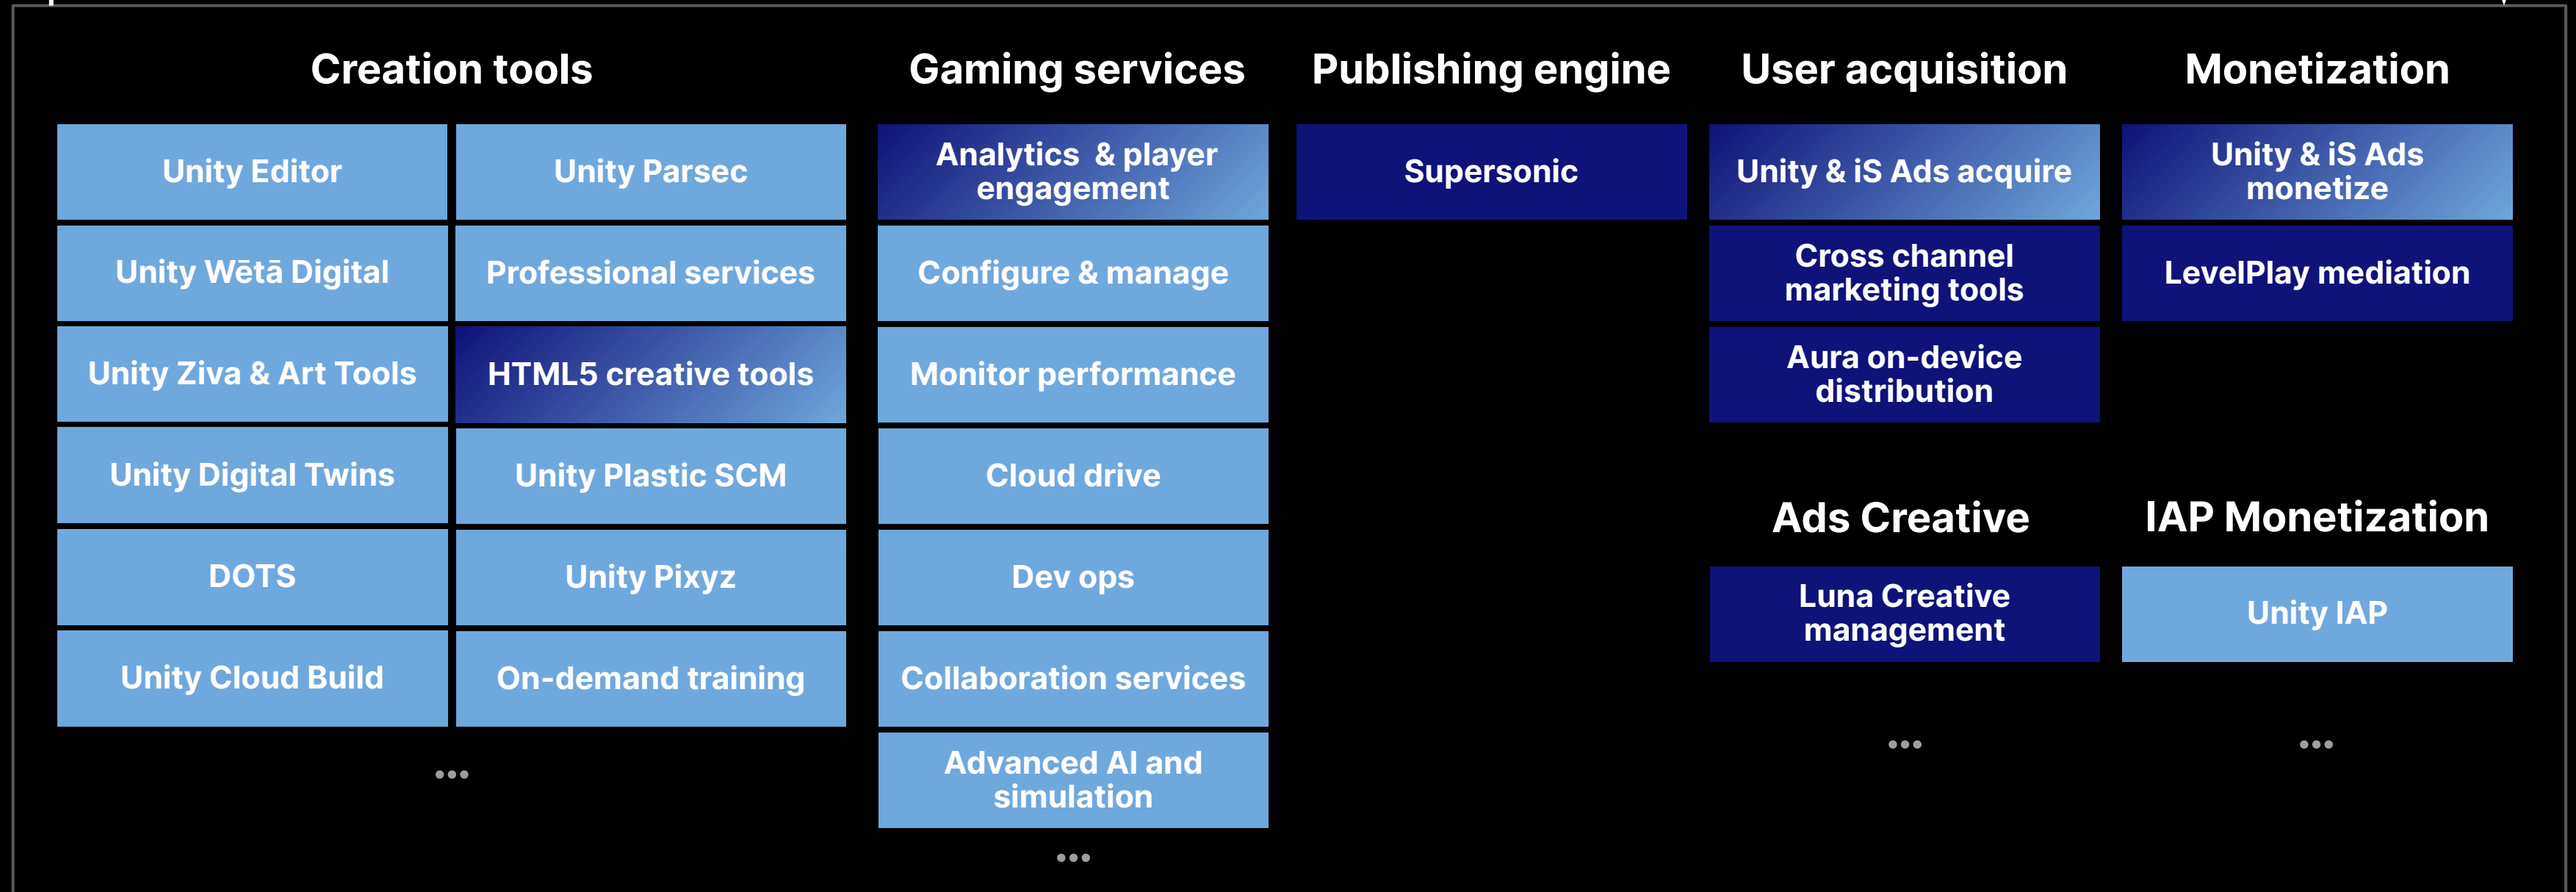 Creation tools
Unity Editor
Unity Parsec
Unity Wētā Digital
Professional services
Unity Ziva & Art Tools
HTML5 creative tools
Unity Digital Twins
Unity Plastic SCM
DOTS
Unity Pixyz
Unity Cloud Build
On-demand training
...
Gaming services
Analytics & player
engagement
Configure & manage
Monitor performance
Cloud drive
Dev ops
Collaboration services
Advanced AI and
simulation
...
Publishing engine
Supersonic
User acquisition
Unity & iS Ads acquire
Cross channel
marketing tools
Aura on-device
distribution
Ads Creative
Luna Creative
management
...
Monetization
Unity & iS Ads
monetize
LevelPlay mediation
IAP Monetization
Unity IAP
...